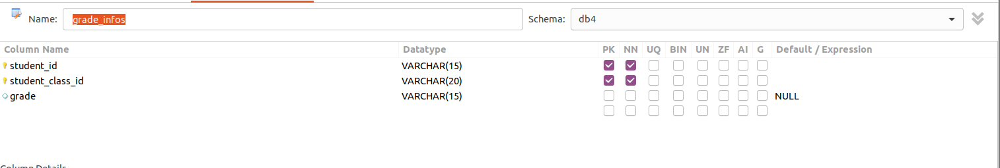 Name: grade_infos Schema: db4
Column Name Datatype PK NN UQ BIN UN ZF AI G Default / Expression
student_id VARCHAR(15)
student_class_id VARCHAR(20)
grade VARCHAR(15) NULL
Column Details